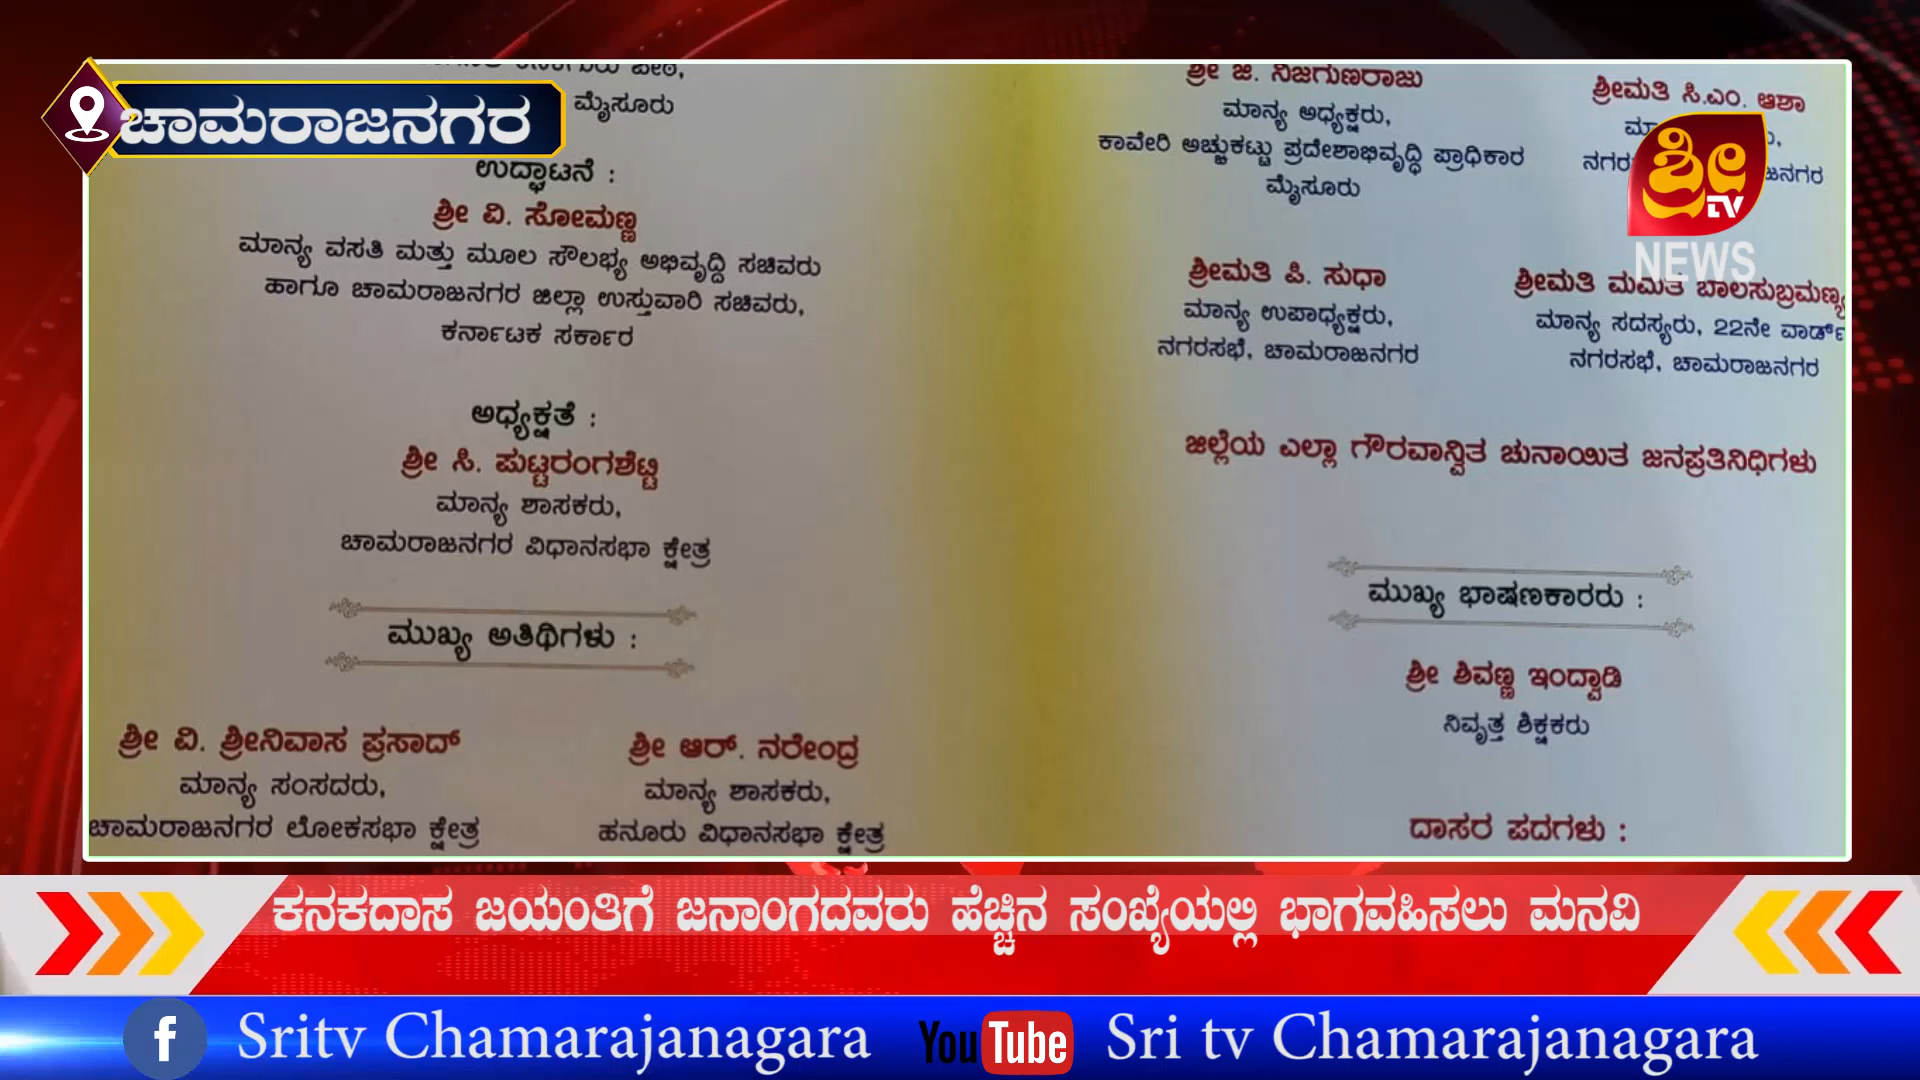 ಚಾಮರಾಜನಗರ
ಮೈಸೂರು
ಉದ್ಘಾಟನೆ :
ಶ್ರೀ ವಿ. ಸೋಮಣ್ಣ
ಮಾನ್ಯ ವಸತಿ ಮತ್ತು ಮೂಲ ಸೌಲಭ್ಯ ಅಭಿವೃದ್ದಿ ಸಚಿವರು
ಹಾಗೂ ಚಾಮರಾಜನಗರ ಜಿಲ್ಲಾ ಉಸ್ತುವಾರಿ ಸಚಿವರು,
ಕರ್ನಾಟಕ ಸರ್ಕಾರ
ಅಧ್ಯಕ್ಷತೆ :
ಶ್ರೀ ಸಿ. ಪುಟ್ಟರಂಗಶೆಟ್ಟಿ
ಮಾನ್ಯ ಶಾಸಕರು,
ಚಾಮರಾಜನಗರ ವಿಧಾನಸಭಾ ಕ್ಷೇತ್ರ
ಮುಖ್ಯ ಅತಿಥಿಗಳು :
ಶ್ರೀ ವಿ. ಶ್ರೀನಿವಾಸ ಪ್ರಸಾದ್
ಮಾನ್ಯ ಸಂಸದರು,
ಚಾಮರಾಜನಗರ ಲೋಕಸಭಾ ಕ್ಷೇತ್ರ
ಶ್ರೀ ಆರ್. ನರೇಂದ್ರ
ಮಾನ್ಯ ಶಾಸಕರು,
ಹನೂರು ವಿಧಾನಸಭಾ ಕ್ಷೇತ್ರ
ಶ್ರೀ ಜಿ. ನಿಜಗುಣರಾಜು
ಮಾನ್ಯ ಅಧ್ಯಕ್ಷರು,
ಕಾವೇರಿ ಅಚ್ಚುಕಟ್ಟು ಪ್ರದೇಶಾಭಿವೃದ್ಧಿ ಪ್ರಾಧಿಕಾರ
ಮೈಸೂರು
ಶ್ರೀಮತಿ ಸಿ.ಎಂ. ಆಶಾ
ಶ್ರೀ TV
NEWS
ಶ್ರೀಮತಿ ಪಿ. ಸುಧಾ
ಮಾನ್ಯ ಉಪಾಧ್ಯಕ್ಷರು,
ನಗರಸಭೆ, ಚಾಮರಾಜನಗರ
ಶ್ರೀಮತಿ ಮಮತ ಬಾಲಸುಬ್ರಮಣ್ಯ
ಮಾನ್ಯ ಸದಸ್ಯರು, 22ನೇ ವಾರ್ಡ್
ನಗರಸಭೆ, ಚಾಮರಾಜನಗರ
ಜಿಲ್ಲೆಯ ಎಲ್ಲಾ ಗೌರವಾನ್ವಿತ ಚುನಾಯಿತ ಜನಪ್ರತಿನಿಧಿಗಳು
ಮುಖ್ಯ ಭಾಷಣಕಾರರು :
ಶ್ರೀ ಶಿವಣ್ಣ ಇಂದ್ವಾಡಿ
ನಿವೃತ್ತ ಶಿಕ್ಷಕರು
ದಾಸರ ಪದಗಳು :
ಕನಕದಾಸ ಜಯಂತಿಗೆ ಜನಾಂಗದವರು ಹೆಚ್ಚಿನ ಸಂಖ್ಯೆಯಲ್ಲಿ ಭಾಗವಹಿಸಲು ಮನವಿ
f Sritv Chamarajanagara YouTube Sri tv Chamarajanagara